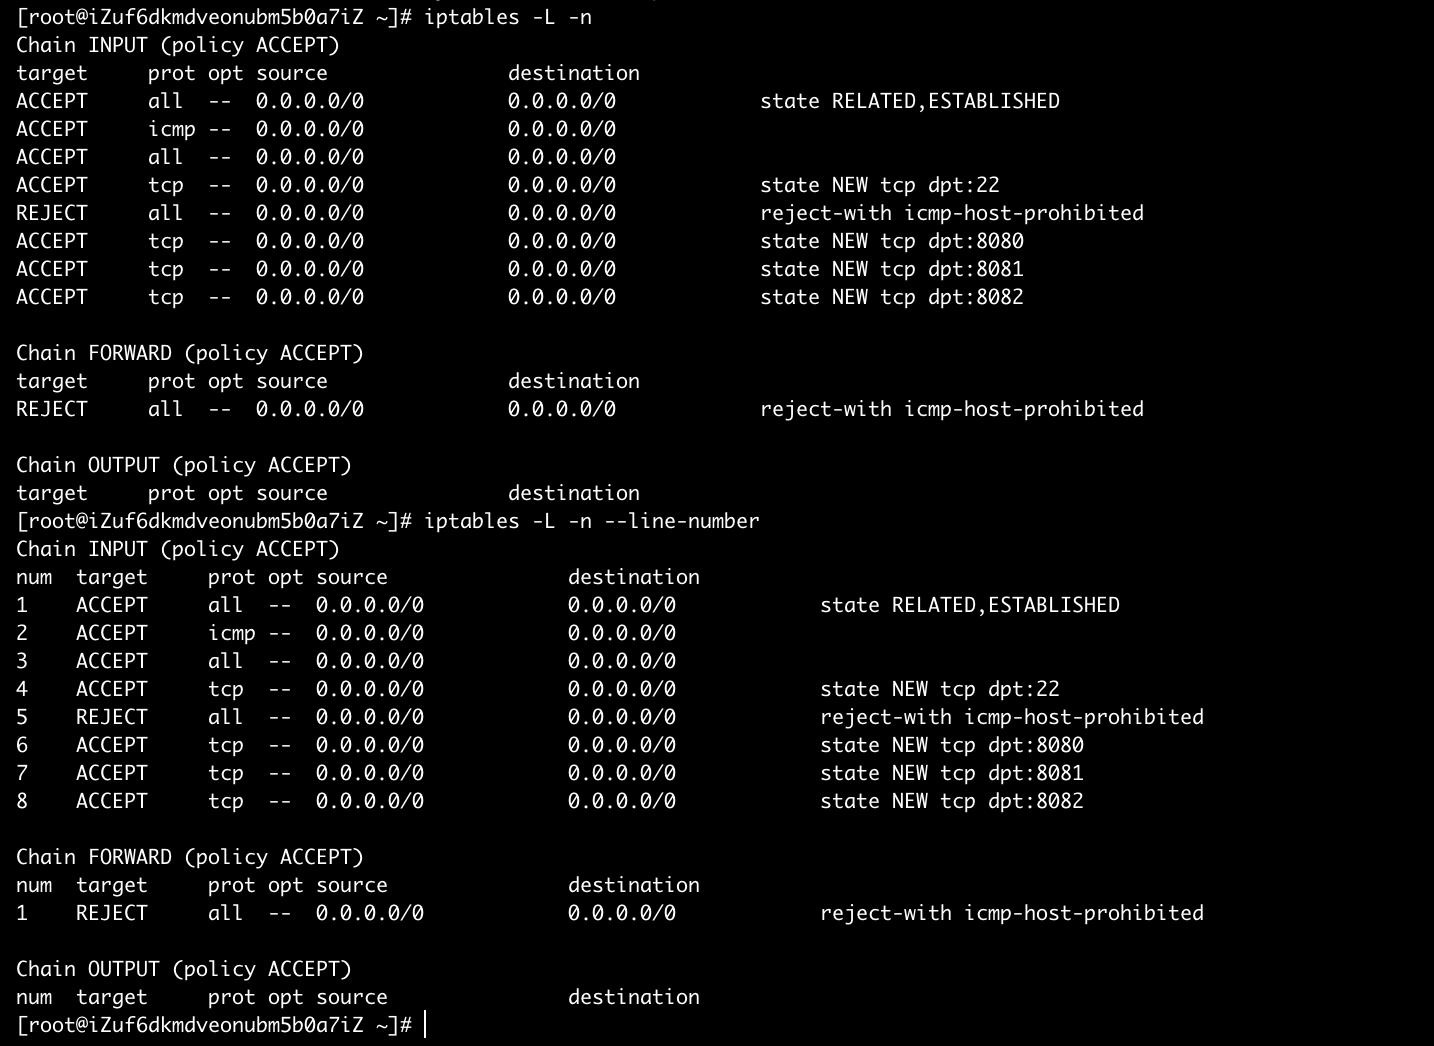 [root@iZuf6dkmdveonubm5b0a7iZ ~]# iptables -L -n
Chain INPUT (policy ACCEPT)
target     prot opt source               destination
ACCEPT     all  --  0.0.0.0/0            0.0.0.0/0            state RELATED,ESTABLISHED
ACCEPT     icmp --  0.0.0.0/0            0.0.0.0/0
ACCEPT     all  --  0.0.0.0/0            0.0.0.0/0
ACCEPT     tcp  --  0.0.0.0/0            0.0.0.0/0            state NEW tcp dpt:22
REJECT     all  --  0.0.0.0/0            0.0.0.0/0            reject-with icmp-host-prohibited
ACCEPT     tcp  --  0.0.0.0/0            0.0.0.0/0            state NEW tcp dpt:8080
ACCEPT     tcp  --  0.0.0.0/0            0.0.0.0/0            state NEW tcp dpt:8081
ACCEPT     tcp  --  0.0.0.0/0            0.0.0.0/0            state NEW tcp dpt:8082

Chain FORWARD (policy ACCEPT)
target     prot opt source               destination
REJECT     all  --  0.0.0.0/0            0.0.0.0/0            reject-with icmp-host-prohibited

Chain OUTPUT (policy ACCEPT)
target     prot opt source               destination
[root@iZuf6dkmdveonubm5b0a7iZ ~]# iptables -L -n --line-number
Chain INPUT (policy ACCEPT)
num  target     prot opt source               destination
1    ACCEPT     all  --  0.0.0.0/0            0.0.0.0/0            state RELATED,ESTABLISHED
2    ACCEPT     icmp --  0.0.0.0/0            0.0.0.0/0
3    ACCEPT     all  --  0.0.0.0/0            0.0.0.0/0
4    ACCEPT     tcp  --  0.0.0.0/0            0.0.0.0/0            state NEW tcp dpt:22
5    REJECT     all  --  0.0.0.0/0            0.0.0.0/0            reject-with icmp-host-prohibited
6    ACCEPT     tcp  --  0.0.0.0/0            0.0.0.0/0            state NEW tcp dpt:8080
7    ACCEPT     tcp  --  0.0.0.0/0            0.0.0.0/0            state NEW tcp dpt:8081
8    ACCEPT     tcp  --  0.0.0.0/0            0.0.0.0/0            state NEW tcp dpt:8082

Chain FORWARD (policy ACCEPT)
num  target     prot opt source               destination
1    REJECT     all  --  0.0.0.0/0            0.0.0.0/0            reject-with icmp-host-prohibited

Chain OUTPUT (policy ACCEPT)
num  target     prot opt source               destination
[root@iZuf6dkmdveonubm5b0a7iZ ~]#